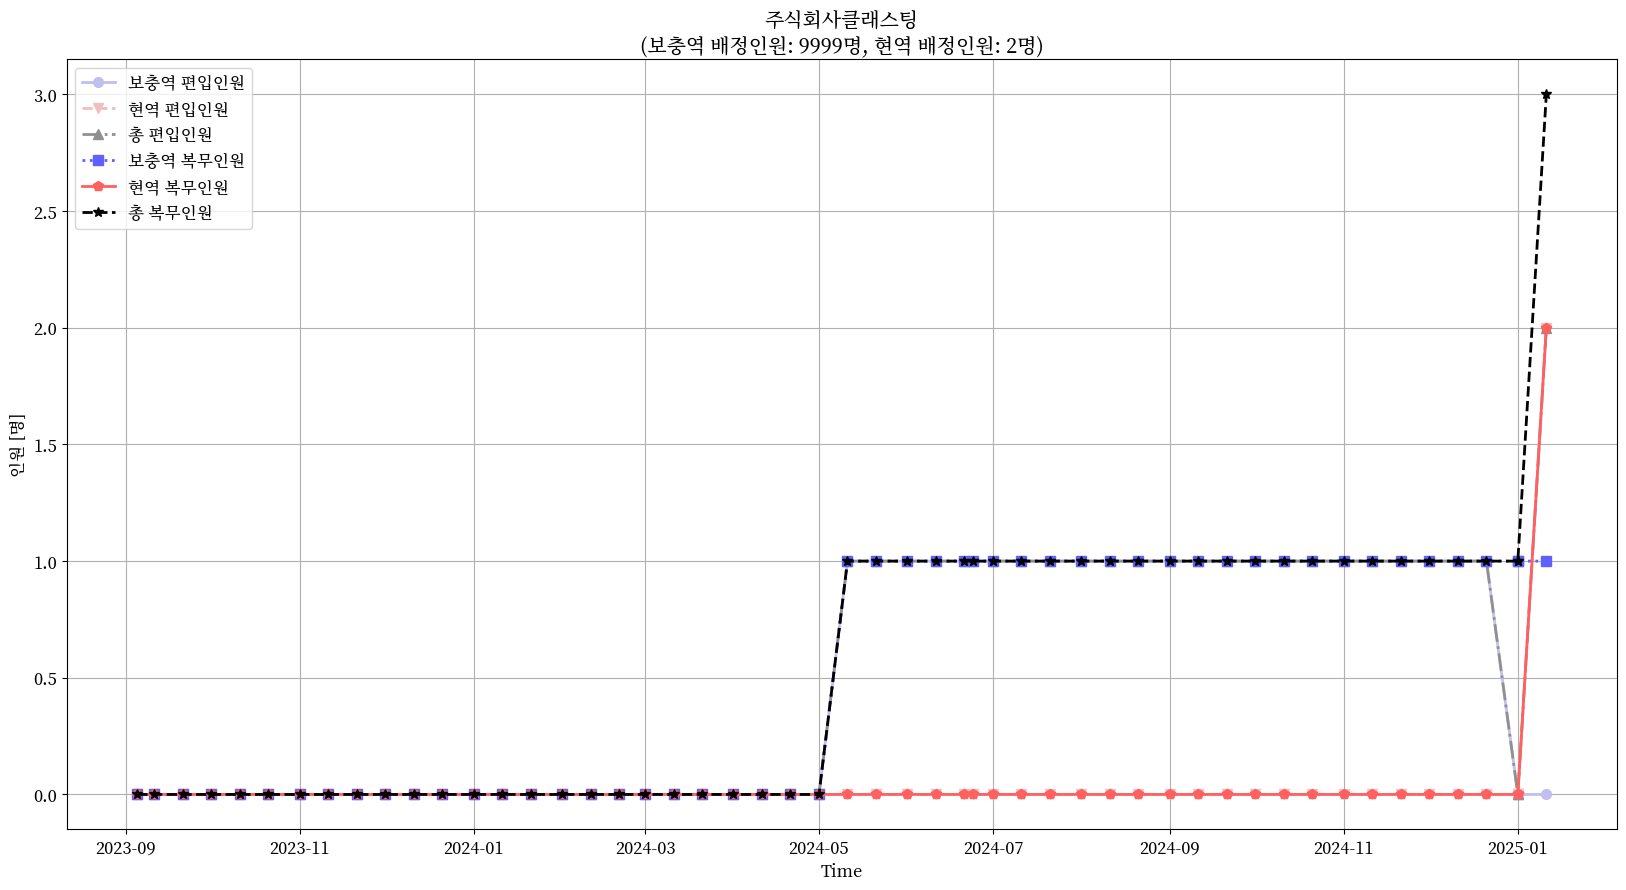 주식회사클래스팅
(보충역 배정인원: 9999명, 현역 배정인원: 2명)
보충역 편입인원
현역 편입인원
총 편입인원
보충역 복무인원
현역 복무인원
총 복무인원
3.0
2.5
2.0
1.5
1.0
0.5
0.0
인원 [명]
2023-09
2023-11
2024-01
2024-03
2024-05
2024-07
2024-09
2024-11
2025-01
Time